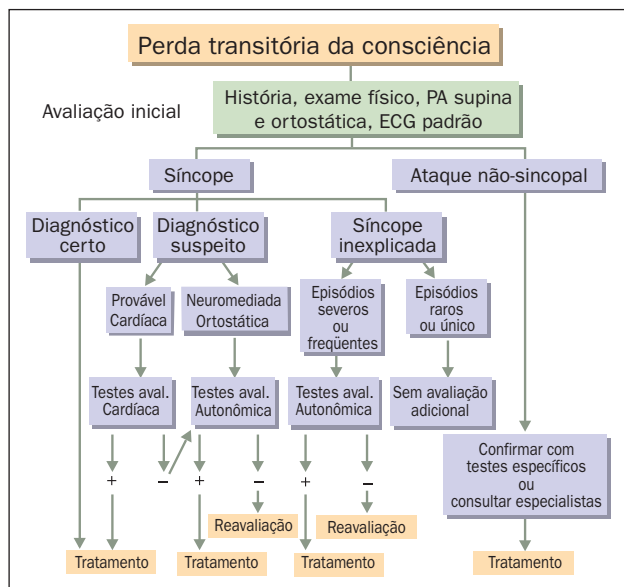 Perda transitória da consciência
Avaliação inicial
História, exame físico, PA supina
e ortostática, ECG padrão
Síncope
Ataque não-sincopal
Diagnóstico
certo
Diagnóstico
suspeito
Síncope
inexplicada
Provável
Cardíaca
Neuromediada
Ortostática
Episódios
severos
ou
freqüentes
Episódios
raros
ou único
Testes aval.
Cardíaca
Testes aval.
Autonômica
Testes aval.
Autonômica
Sem avaliação
adicional
Confirmar com
testes específicos
ou
consultar especialistas
+
–
+
–
+
–
Reavaliação
Reavaliação
Tratamento
Tratamento
Tratamento
Tratamento